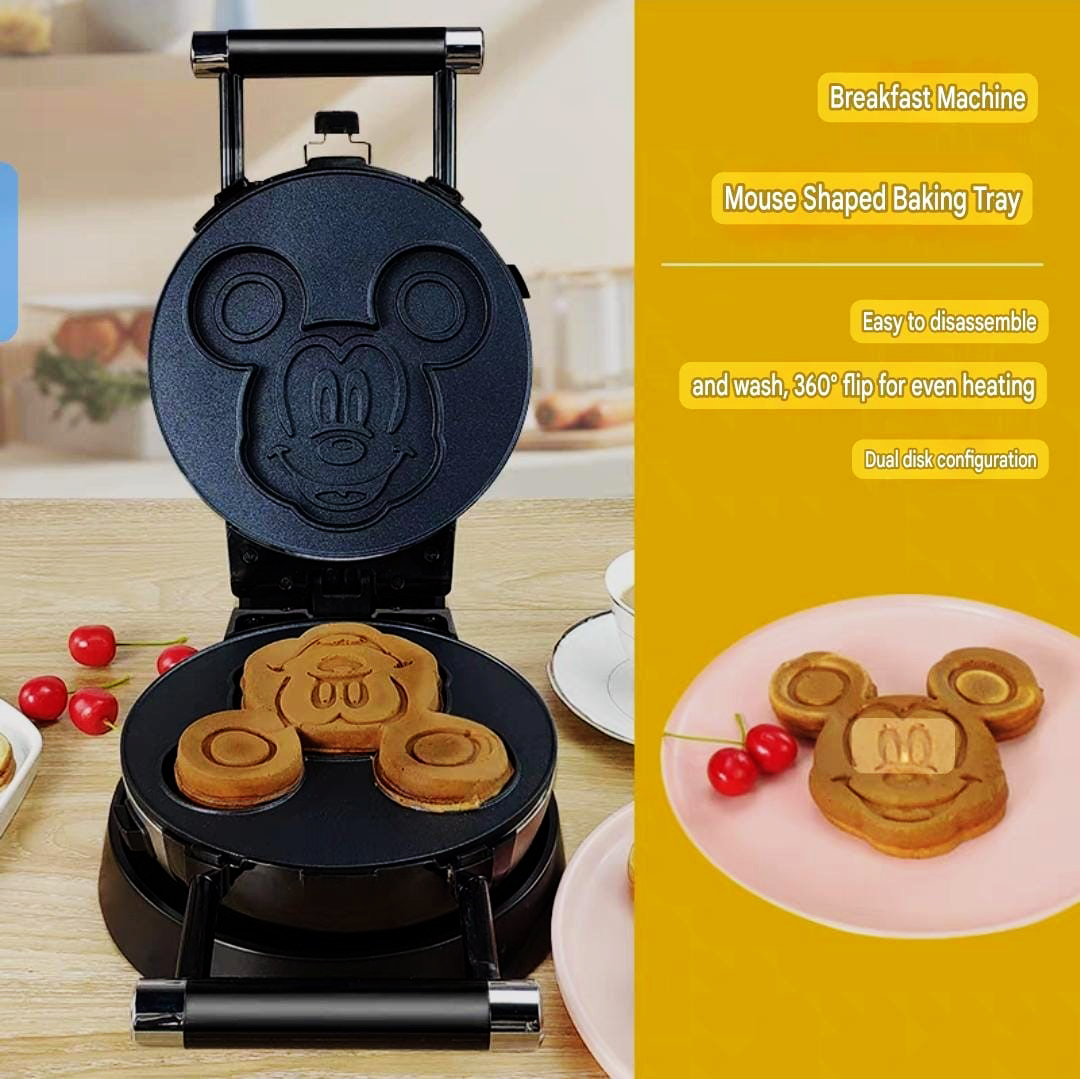 Breakfast Machine
Mouse Shaped Baking Tray
Easy to disassemble
and wash, 360° flip for even heating
Dual disk configuration